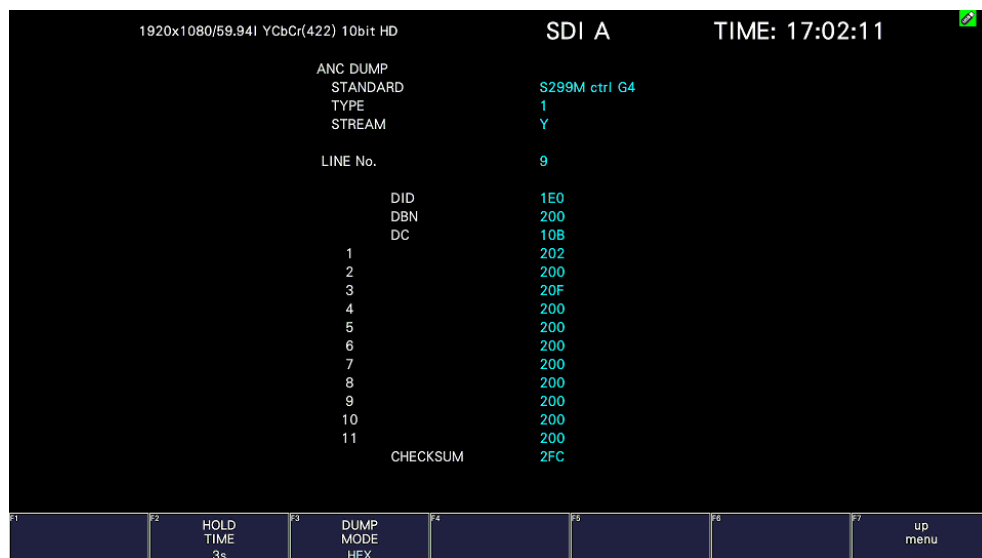 1920x1080/59.94I YCbCr(422) 10bit HD SDI A TIME: 17:02:11
ANC DUMP
STANDARD S299M ctrl G4
TYPE 1
STREAM Y
LINE No. 9
DID 1E0
DBN 200
DC 10B
1 202
2 200
3 20F
4 200
5 200
6 200
7 200
8 200
9 200
10 200
11 200
CHECKSUM 2FC
F1 F2 HOLD TIME 3s F3 DUMP MODE HEX F4 F5 F6 F7 up menu